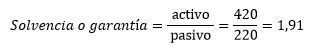 Solvencia o garantía = activo/pasivo = 420/220 = 1,91